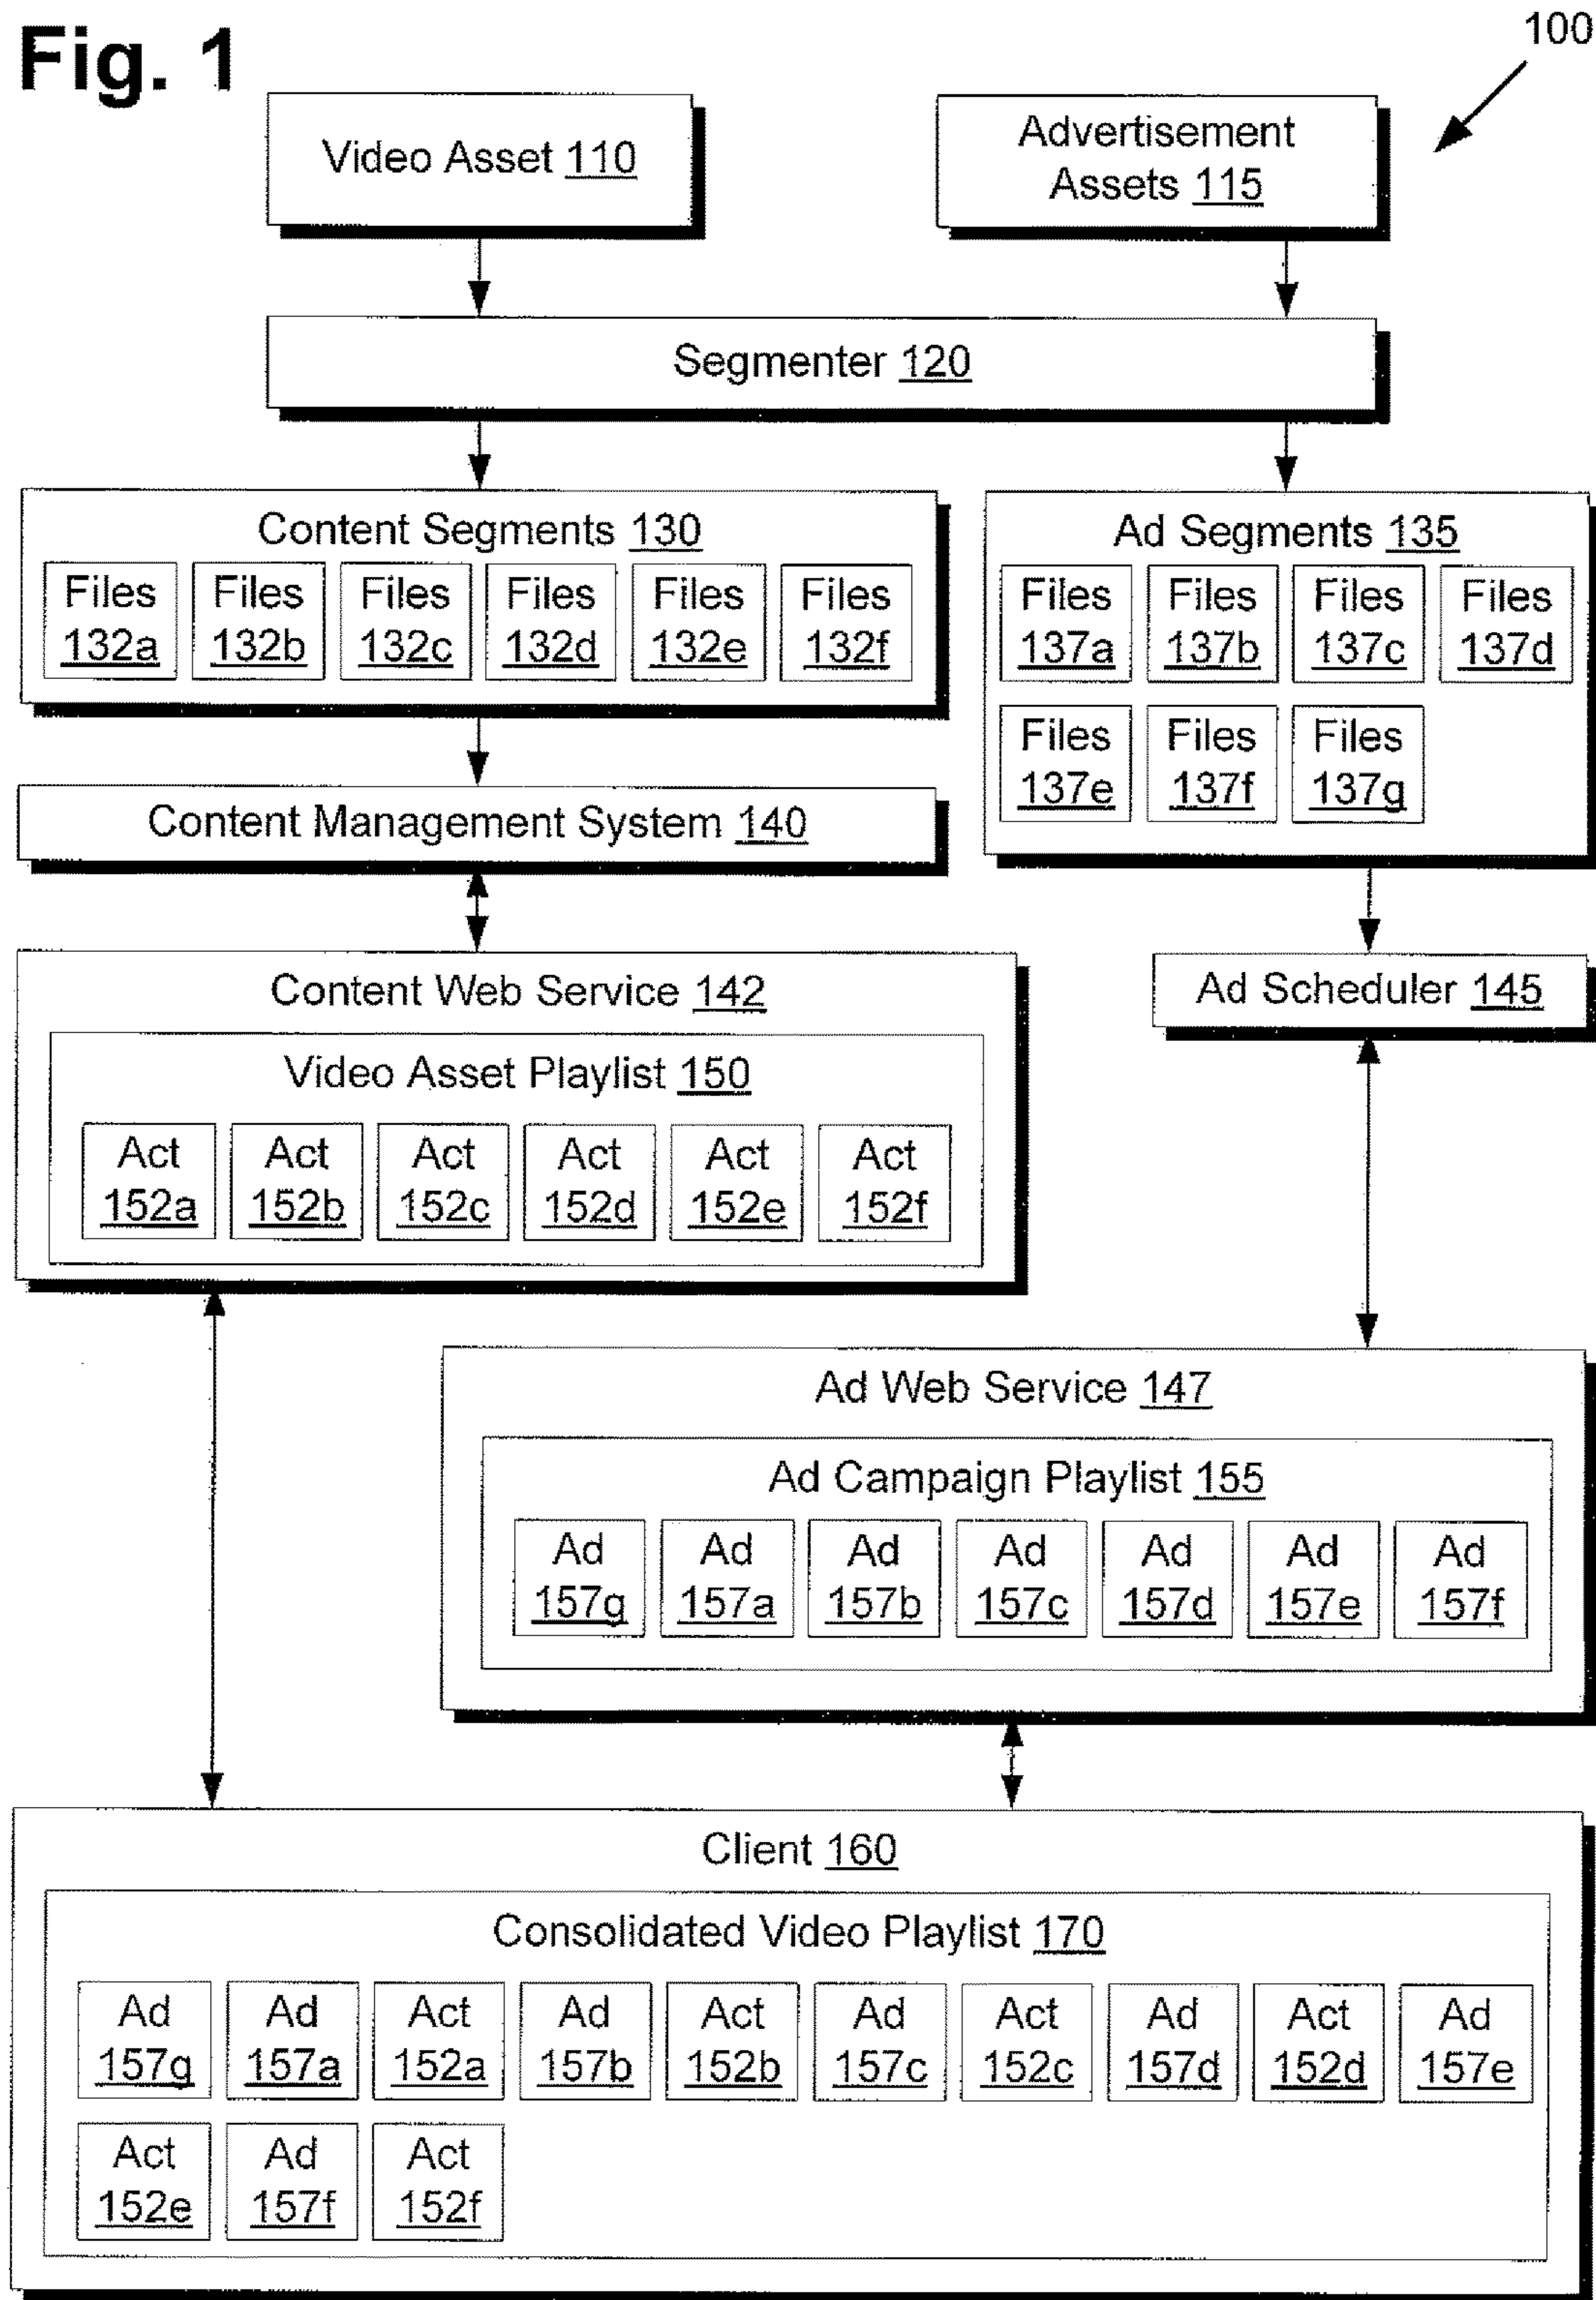 Fig. 1
100
Video Asset 110
Advertisement
Assets 115
Segmenter 120
Content Segments 130
Files Files Files Files Files Files
132a 132b 132c 132d 132e 132f
Ad Segments 135
Files Files Files Files
137a 137b 137c 137d
Files Files Files
137e 137f 137g
Content Management System 140
Content Web Service 142
Video Asset Playlist 150
Act Act Act Act Act Act
152a 152b 152c 152d 152e 152f
Ad Scheduler 145
Ad Web Service 147
Ad Campaign Playlist 155
Ad Ad Ad Ad Ad Ad Ad
157g 157a 157b 157c 157d 157e 157f
Client 160
Consolidated Video Playlist 170
Ad Ad Act Ad Act Ad Act Ad Act Ad
157g 157a 152a 157b 152b 157c 152c 157d 152d 157e
Act Ad Act
152e 157f 152f